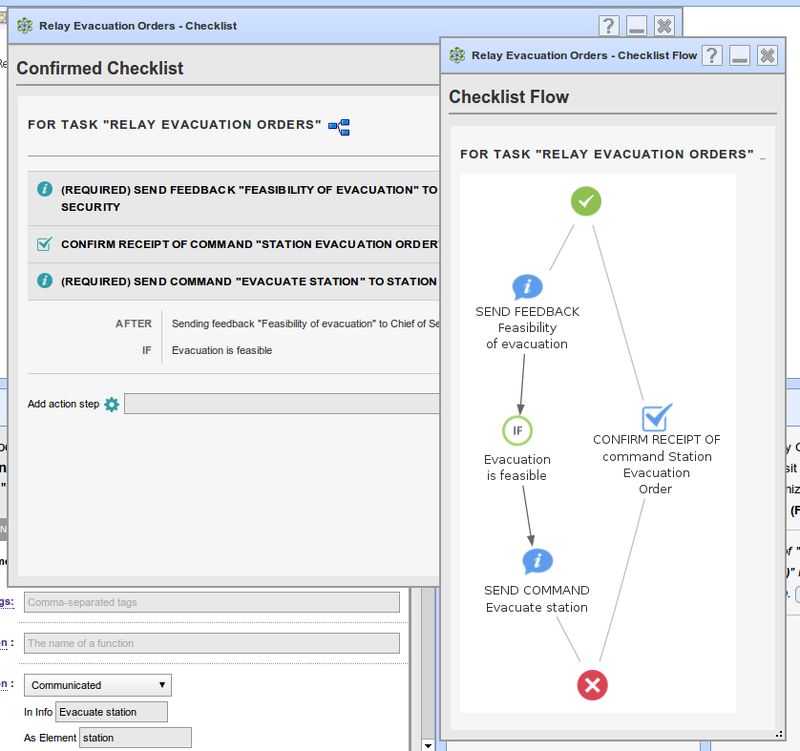 Relay Evacuation Orders - Checklist
Confirmed Checklist
FOR TASK "RELAY EVACUATION ORDERS"
(REQUIRED) SEND FEEDBACK "FEASIBILITY OF EVACUATION" TO
SECURITY
CONFIRM RECEIPT OF COMMAND "STATION EVACUATION ORDER
(REQUIRED) SEND COMMAND "EVACUATE STATION" TO STATION
AFTER Sending feedback "Feasibility of evacuation" to Chief of Se
IF Evacuation is feasible
Add action step
Relay Evacuation Orders - Checklist Flow
Checklist Flow
FOR TASK "RELAY EVACUATION ORDERS" _
SEND FEEDBACK
Feasibility
of evacuation
IF
Evacuation
is feasible
CONFIRM RECEIPT OF
command Station
Evacuation
Order
SEND COMMAND
Evacuate station
gs: Comma-separated tags
on : The name of a function
on : Communicated
In Info Evacuate station
As Element station